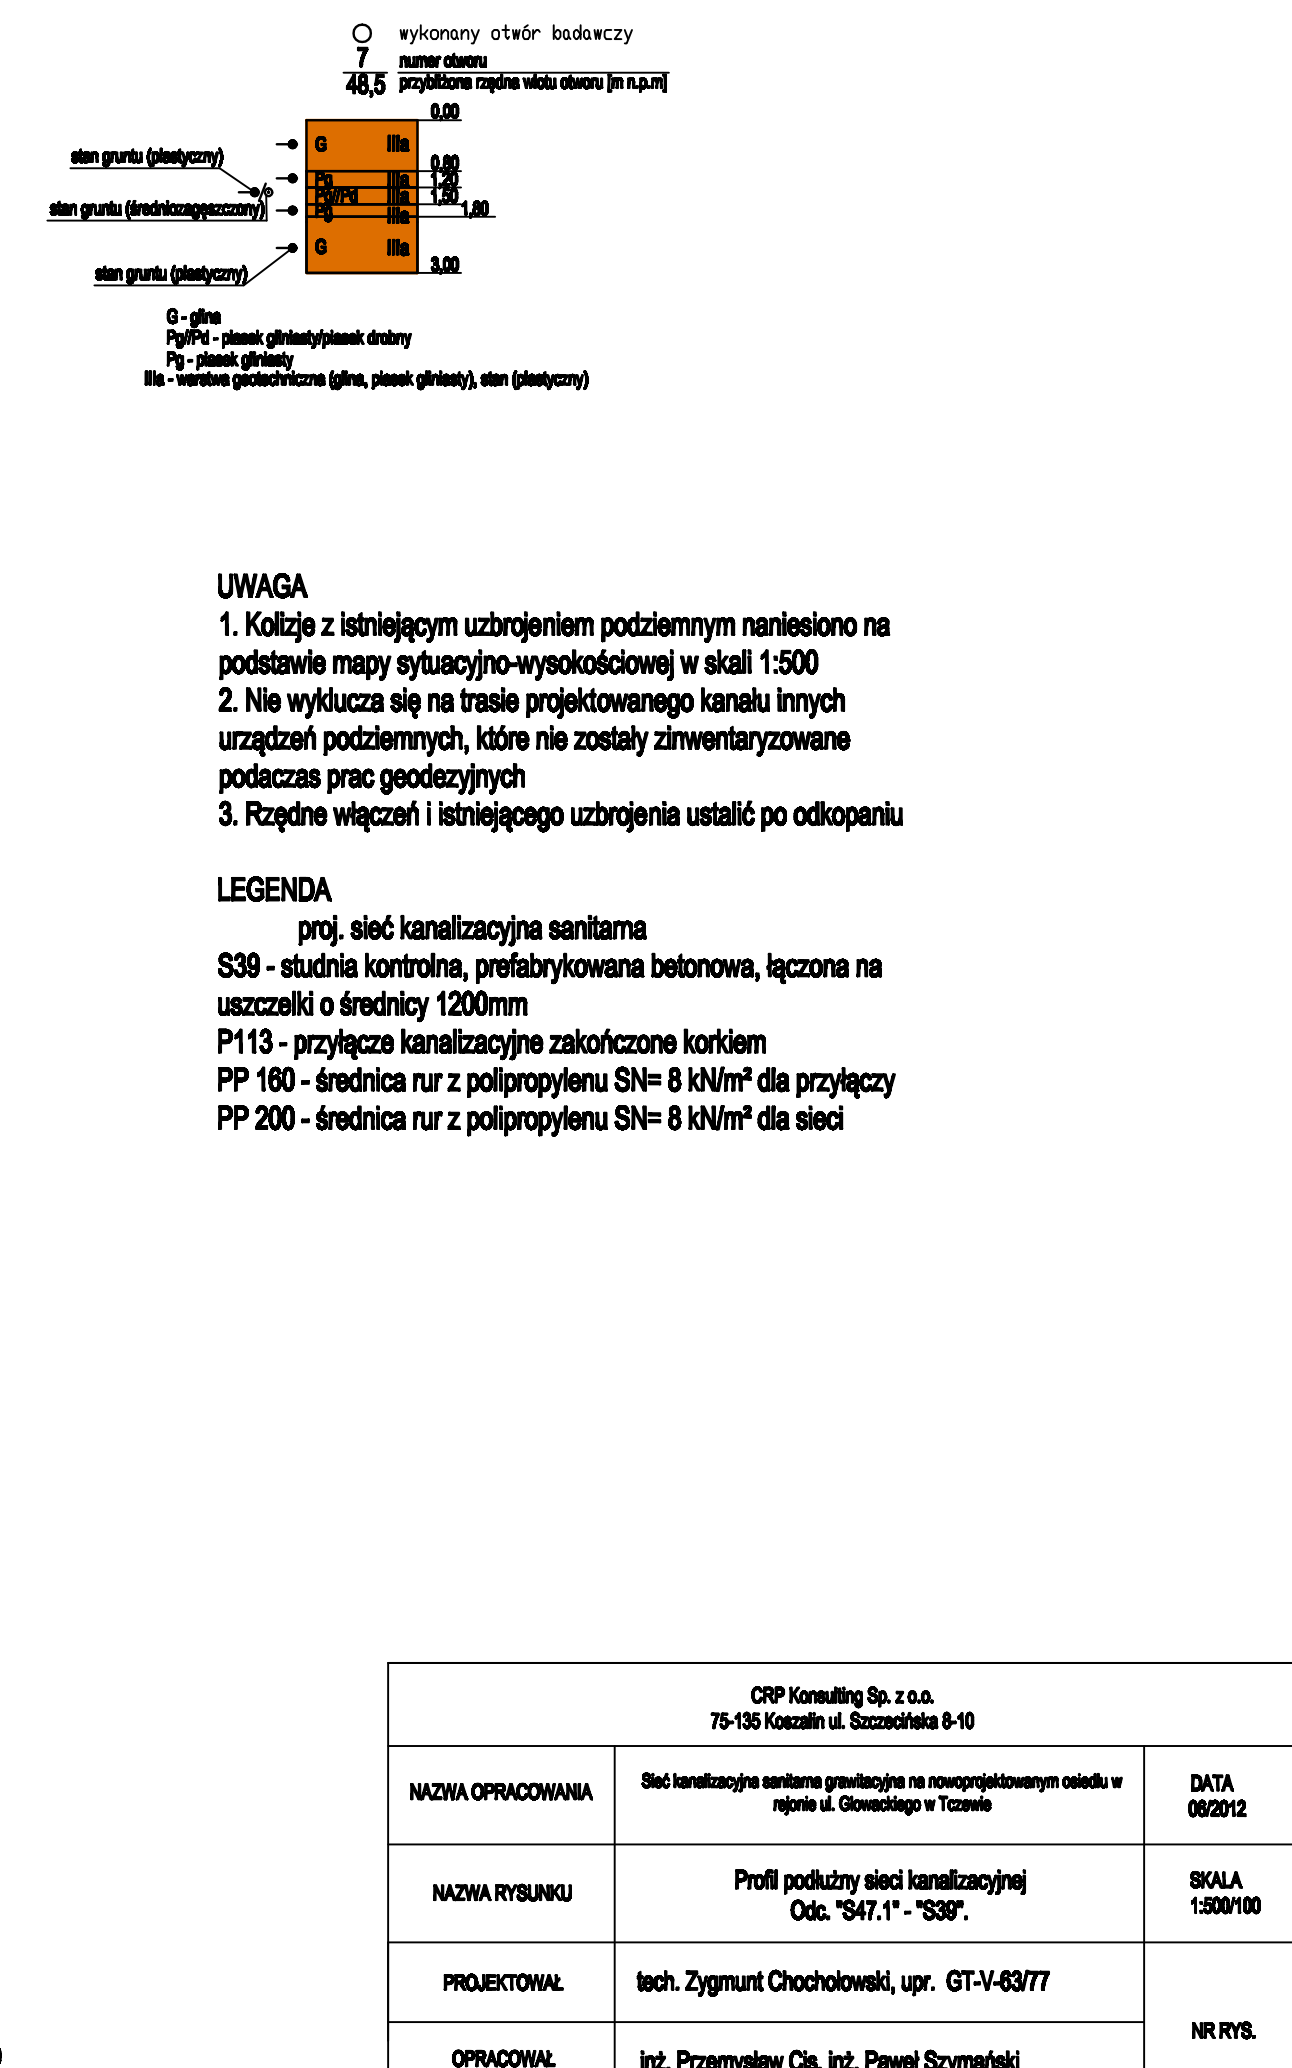 wykonany otwór badawczy
7 numer otworu
48,5 przybliżona rzędna wlotu otworu [m n.p.m]
0,00
G IIIa
stan gruntu (plastyczny)
0,80
Pg IIIa 1,20
Pg//Pd IIIa 1,50
stan gruntu (średniozagęszczony) Pg IIIa 1,80
G IIIa
stan gruntu (plastyczny) 3,00
G - glina
Pg//Pd - piasek gliniasty/piasek drobny
Pg - piasek gliniasty
IIIa - warstwa geotechniczna (glina, piasek gliniasty), stan (plastyczny)
UWAGA
1. Kolizje z istniejącym uzbrojeniem podziemnym naniesiono na
podstawie mapy sytuacyjno-wysokościowej w skali 1:500
2. Nie wyklucza się na trasie projektowanego kanału innych
urządzeń podziemnych, które nie zostały zinwentaryzowane
podaczas prac geodezyjnych
3. Rzędne włączeń i istniejącego uzbrojenia ustalić po odkopaniu
LEGENDA
proj. sieć kanalizacyjna sanitarna
S39 - studnia kontrolna, prefabrykowana betonowa, łączona na
uszczelki o średnicy 1200mm
P113 - przyłącze kanalizacyjne zakończone korkiem
PP 160 - średnica rur z polipropylenu SN= 8 kN/m² dla przyłączy
PP 200 - średnica rur z polipropylenu SN= 8 kN/m² dla sieci
CRP Konsulting Sp. z o.o.
75-135 Koszalin ul. Szczecińska 8-10
NAZWA OPRACOWANIA
Sieć kanalizacyjna sanitarna grawitacyjna na nowoprojektowanym osiedlu w
rejonie ul. Głowackiego w Tczewie
DATA
06/2012
NAZWA RYSUNKU
Profil podłużny sieci kanalizacyjnej
Odc. "S47.1" - "S39".
SKALA
1:500/100
PROJEKTOWAŁ
tech. Zygmunt Chochołowski, upr. GT-V-63/77
NR RYS.
OPRACOWAŁ
inż. Przemysław Cis, inż. Paweł Szymański